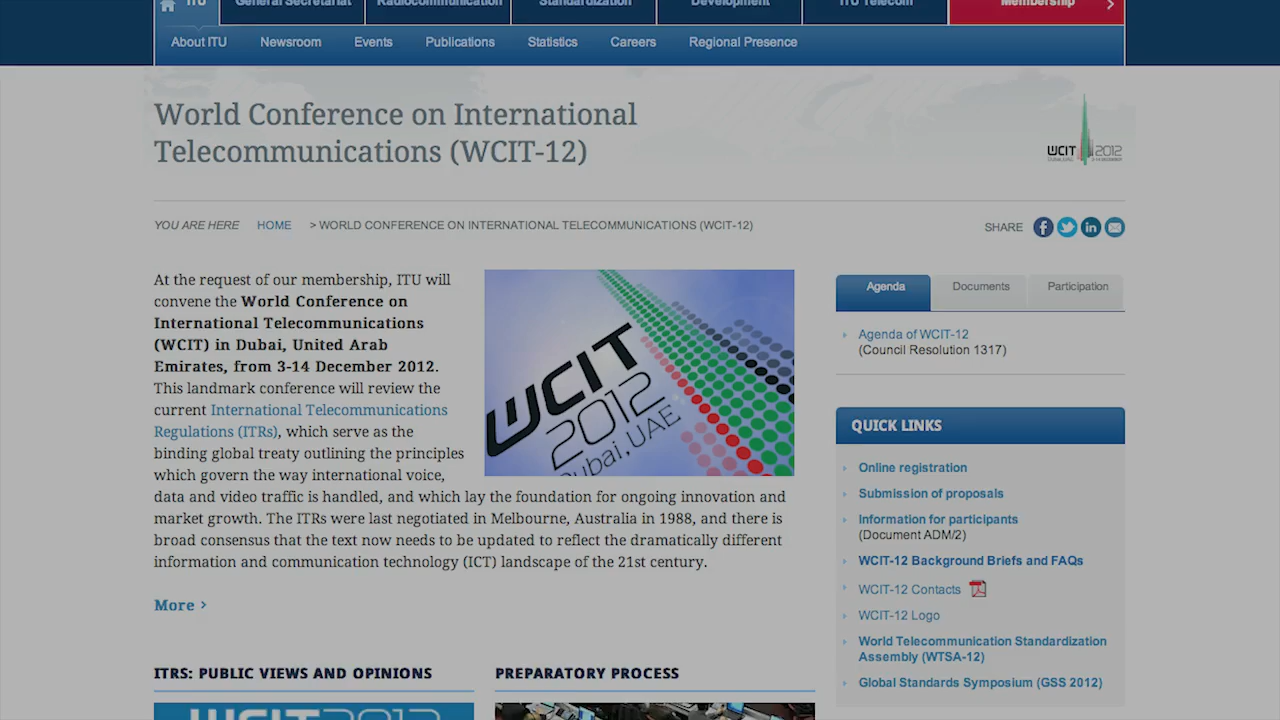 ITU
General Secretariat
Radiocommunication
Standardization
Development
ITU Telecom
Membership
About ITU
Newsroom
Events
Publications
Statistics
Careers
Regional Presence
World Conference on International
Telecommunications (WCIT-12)
WCIT 2012
YOU ARE HERE HOME > WORLD CONFERENCE ON INTERNATIONAL TELECOMMUNICATIONS (WCIT-12)
SHARE
At the request of our membership, ITU will
convene the World Conference on
International Telecommunications
(WCIT) in Dubai, United Arab
Emirates, from 3-14 December 2012.
This landmark conference will review the
current International Telecommunications
Regulations (ITRs), which serve as the
binding global treaty outlining the principles
which govern the way international voice,
data and video traffic is handled, and which lay the foundation for ongoing innovation and
market growth. The ITRs were last negotiated in Melbourne, Australia in 1988, and there is
broad consensus that the text now needs to be updated to reflect the dramatically different
information and communication technology (ICT) landscape of the 21st century.
More >
WCIT
2012
Dubai, UAE
Agenda
Documents
Participation
Agenda of WCIT-12
(Council Resolution 1317)
QUICK LINKS
Online registration
Submission of proposals
Information for participants
(Document ADM/2)
WCIT-12 Background Briefs and FAQs
WCIT-12 Contacts
WCIT-12 Logo
World Telecommunication Standardization
Assembly (WTSA-12)
Global Standards Symposium (GSS 2012)
ITRS: PUBLIC VIEWS AND OPINIONS
PREPARATORY PROCESS
WCIT2012